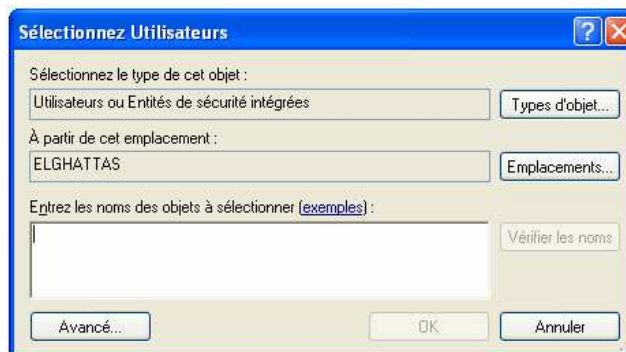 Sélectionnez Utilisateurs
Sélectionnez le type de cet objet :
Utilisateurs ou Entités de sécurité intégrées
Types d'objet...
À partir de cet emplacement :
ELGHATTAS
Emplacements...
Entrez les noms des objets à sélectionner (exemples) :
Vérifier les noms
Avancé...
OK
Annuler